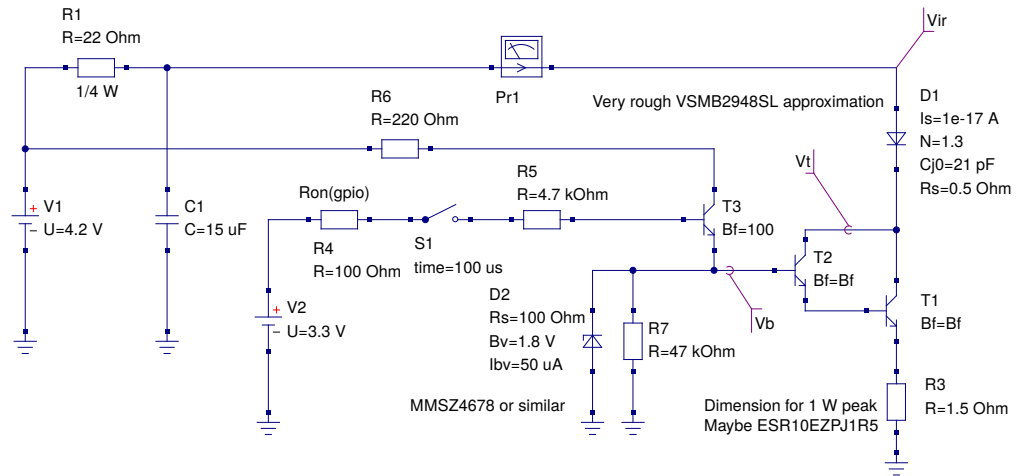 R1
R=22 Ohm
1/4 W
Vir
Pr1
Very rough VSMB2948SL approximation
D1
Is=1e-17 A
N=1.3
Cj0=21 pF
Rs=0.5 Ohm
R6
R=220 Ohm
Vt
R5
R=4.7 kOhm
Ron(gpio)
R4
R=100 Ohm
S1
time=100 us
T3
Bf=100
+
V1
U=4.2 V
C1
C=15 uF
T2
Bf=Bf
T1
Bf=Bf
+
V2
U=3.3 V
D2
Rs=100 Ohm
Bv=1.8 V
Ibv=50 uA
R7
R=47 kOhm
Vb
MMSZ4678 or similar
Dimension for 1 W peak
Maybe ESR10EZPJ1R5
R3
R=1.5 Ohm